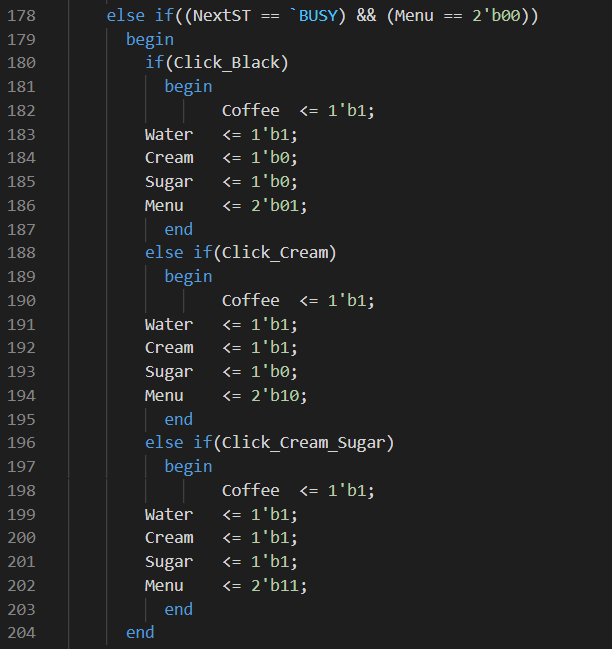 178 else if((NextST == `BUSY) && (Menu == 2'b00))
179 begin
180 if(Click_Black)
181 begin
182 Coffee <= 1'b1;
183 Water <= 1'b1;
184 Cream <= 1'b0;
185 Sugar <= 1'b0;
186 Menu <= 2'b01;
187 end
188 else if(Click_Cream)
189 begin
190 Coffee <= 1'b1;
191 Water <= 1'b1;
192 Cream <= 1'b1;
193 Sugar <= 1'b0;
194 Menu <= 2'b10;
195 end
196 else if(Click_Cream_Sugar)
197 begin
198 Coffee <= 1'b1;
199 Water <= 1'b1;
200 Cream <= 1'b1;
201 Sugar <= 1'b1;
202 Menu <= 2'b11;
203 end
204 end